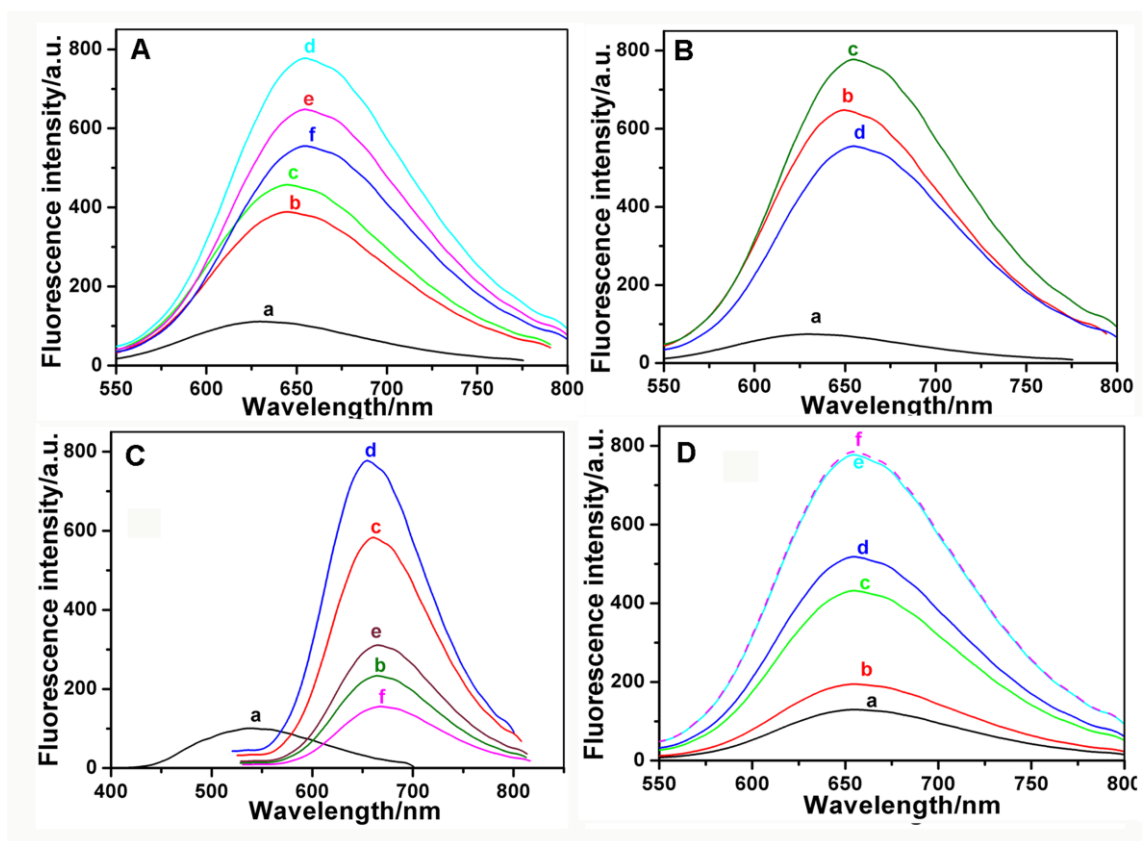 A
Fluorescence intensity/a.u.
800
600
400
200
0
d
e
f
c
b
a
550 600 650 700 750 800
Wavelength/nm
B
Fluorescence intensity/a.u.
800
600
400
200
0
c
b
d
a
550 600 650 700 750 800
Wavelength/nm
C
Fluorescence intensity/a.u.
800
600
400
200
0
d
c
e
b
f
a
400 500 600 700 800
Wavelength/nm
D
Fluorescence intensity/a.u.
800
600
400
200
0
f
e
d
c
b
a
550 600 650 700 750 800
Wavelength/nm